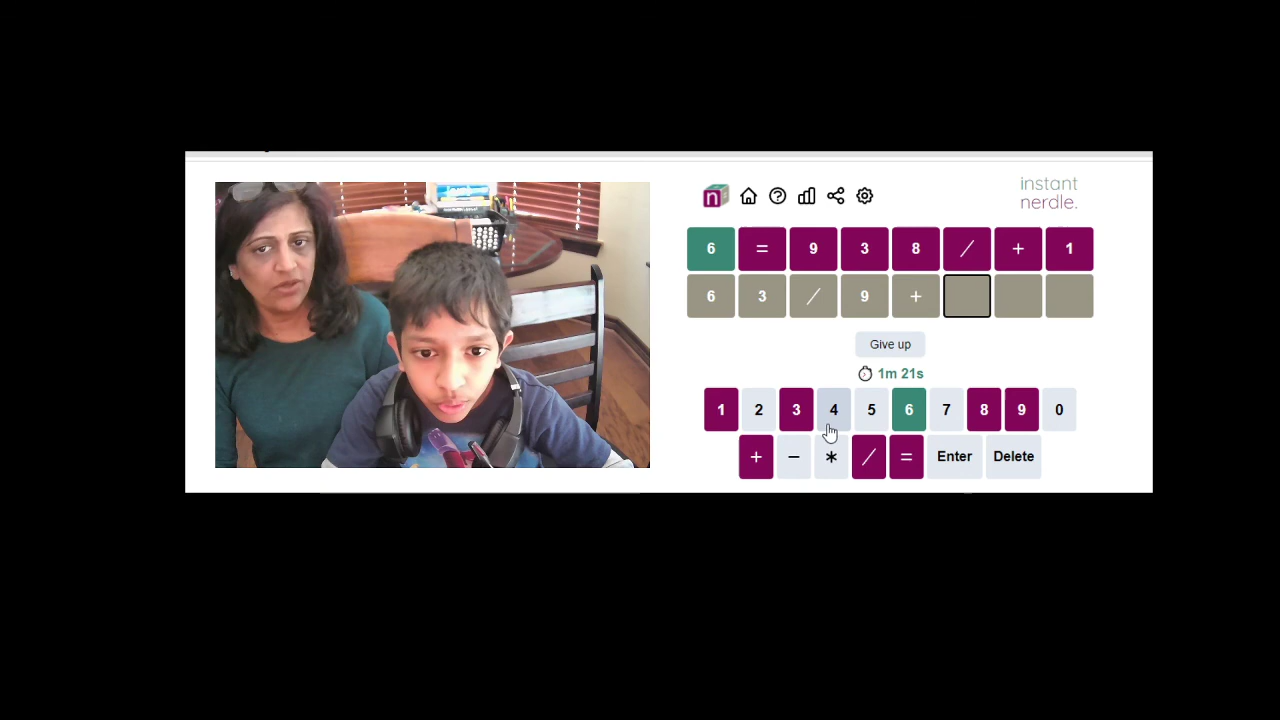 n
instant
nerdle.
6 = 9 3 8 / + 1
6 3 / 9 +
Give up
1m 21s
1 2 3 4 5 6 7 8 9 0
+ − * / = Enter Delete